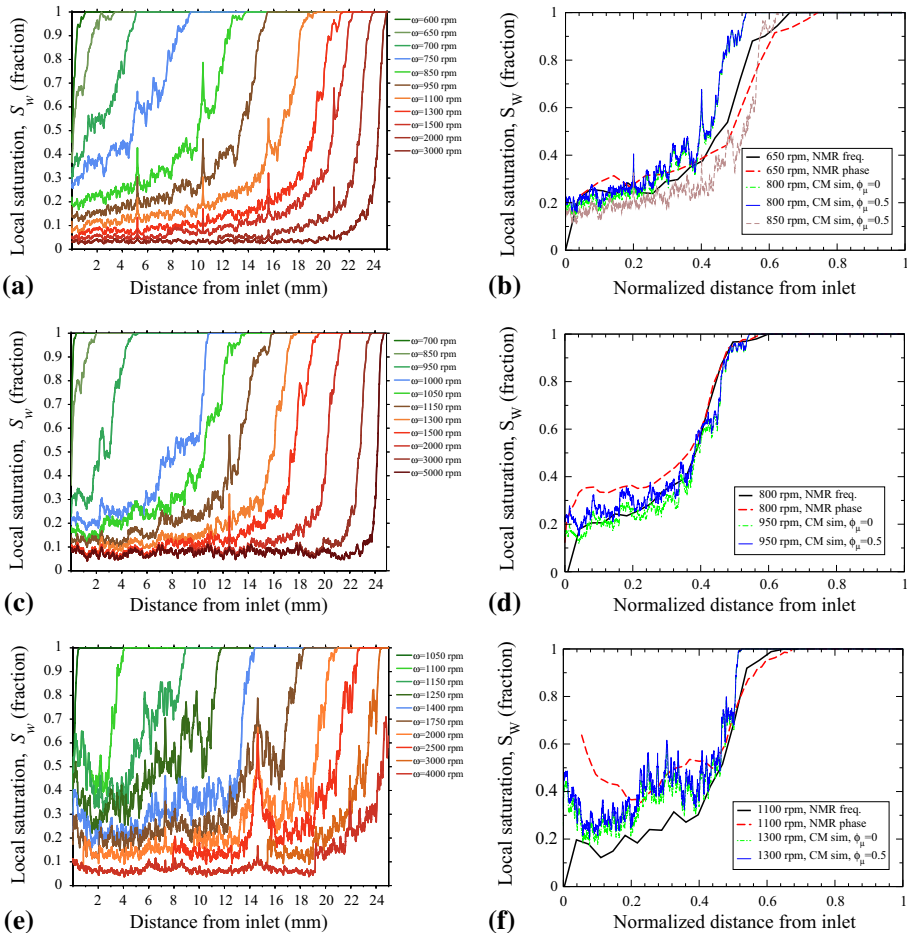 Local saturation, S_w (fraction)
1
0.9
0.8
0.7
0.6
0.5
0.4
0.3
0.2
0.1
0
2 4 6 8 10 12 14 16 18 20 22 24
Distance from inlet (mm)
(a)
ω=600 rpm
ω=650 rpm
ω=700 rpm
ω=750 rpm
ω=850 rpm
ω=950 rpm
ω=1100 rpm
ω=1300 rpm
ω=1500 rpm
ω=2000 rpm
ω=3000 rpm
Local saturation, S_W (fraction)
1
0.8
0.6
0.4
0.2
0
0 0.2 0.4 0.6 0.8 1
Normalized distance from inlet
(b)
650 rpm, NMR freq.
650 rpm, NMR phase
800 rpm, CM sim, ϕ_μ=0
800 rpm, CM sim, ϕ_μ=0.5
850 rpm, CM sim, ϕ_μ=0.5
Local saturation, S_w (fraction)
1
0.9
0.8
0.7
0.6
0.5
0.4
0.3
0.2
0.1
0
2 4 6 8 10 12 14 16 18 20 22 24
Distance from inlet (mm)
(c)
ω=700 rpm
ω=850 rpm
ω=950 rpm
ω=1000 rpm
ω=1050 rpm
ω=1150 rpm
ω=1300 rpm
ω=1500 rpm
ω=2000 rpm
ω=3000 rpm
ω=5000 rpm
Local saturation, S_W (fraction)
1
0.8
0.6
0.4
0.2
0
0 0.2 0.4 0.6 0.8 1
Normalized distance from inlet
(d)
800 rpm, NMR freq.
800 rpm, NMR phase
950 rpm, CM sim, ϕ_μ=0
950 rpm, CM sim, ϕ_μ=0.5
Local saturation, S_w (fraction)
1
0.9
0.8
0.7
0.6
0.5
0.4
0.3
0.2
0.1
0
2 4 6 8 10 12 14 16 18 20 22 24
Distance from inlet (mm)
(e)
ω=1050 rpm
ω=1100 rpm
ω=1150 rpm
ω=1250 rpm
ω=1400 rpm
ω=1750 rpm
ω=2000 rpm
ω=2500 rpm
ω=3000 rpm
ω=4000 rpm
Local saturation, S_W (fraction)
1
0.8
0.6
0.4
0.2
0
0 0.2 0.4 0.6 0.8 1
Normalized distance from inlet
(f)
1100 rpm, NMR freq.
1100 rpm, NMR phase
1300 rpm, CM sim, ϕ_μ=0
1300 rpm, CM sim, ϕ_μ=0.5